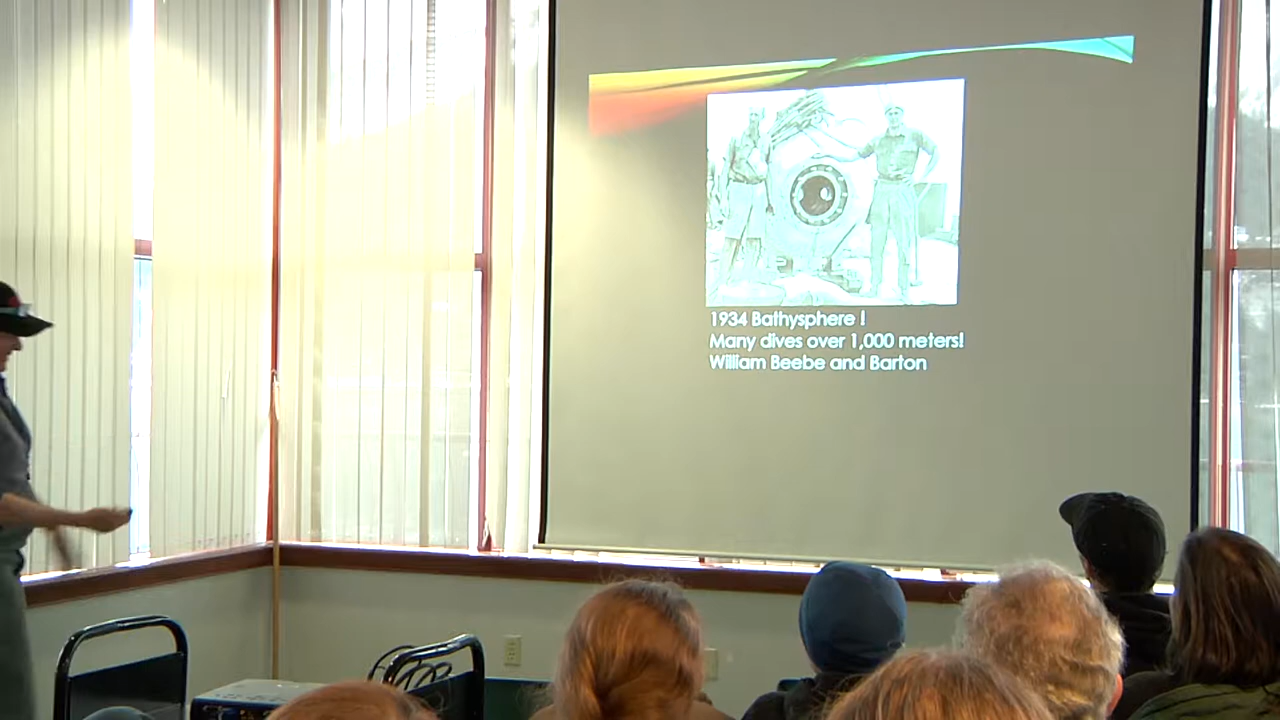 1934 Bathysphere !
Many dives over 1,000 meters!
William Beebe and Barton